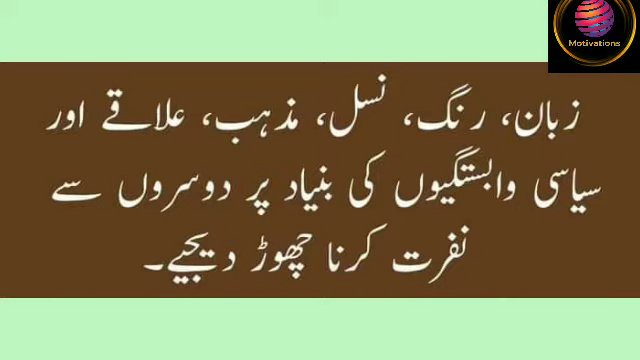 Motivations
زبان، رنگ، نسل، مذہب، علاقے اور
سیاسی وابستگیوں کی بنیاد پر دوسروں سے
نفرت کرنا چھوڑ دیجیے۔